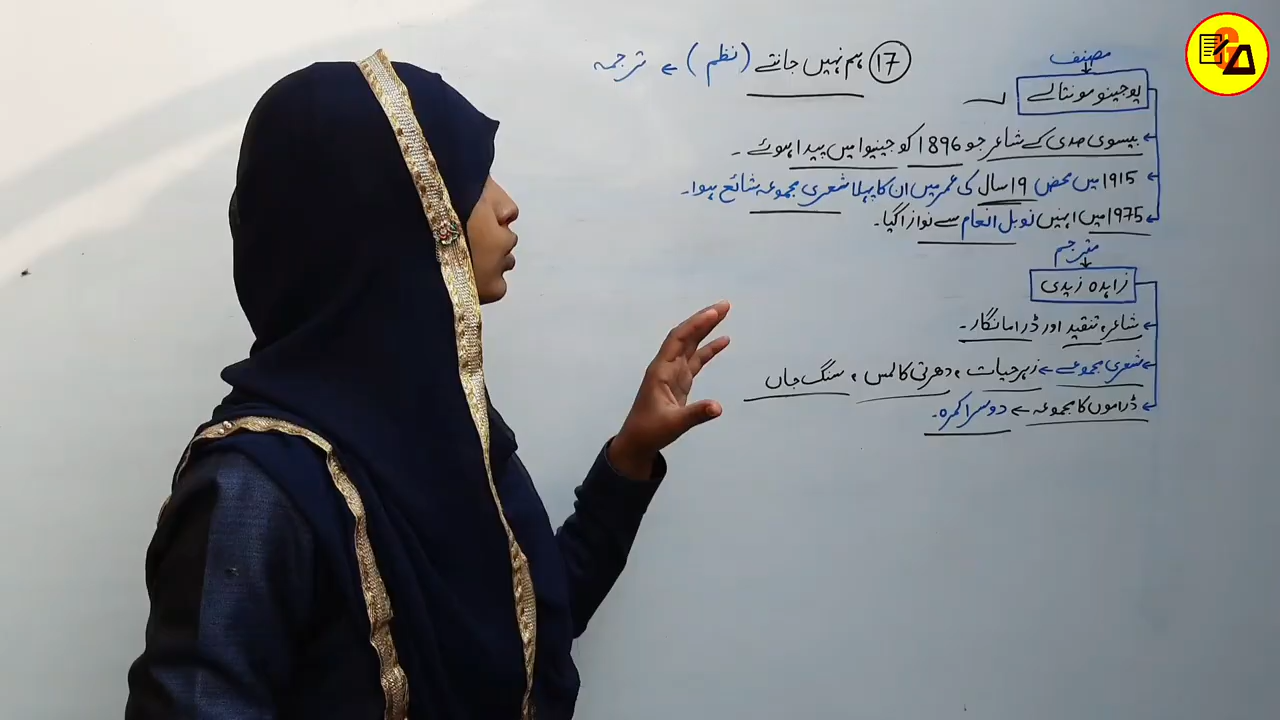 ۱۷ ہم نہیں جانتے (نظم) ← ترجمہ
مصنف
یوجینو مونتالے
بیسوی صدی کے شاعر جو 1896 کو جینیوا میں پیدا ہوئے ۔
1915 میں محض 19 سال کی عمر میں ان کا پہلا شعری مجموعہ شائع ہوا۔
1975 میں انہیں نوبل انعام سے نوازا گیا۔
مترجم
زاہدہ زیدی
شاعر، تنقید اور ڈرامانگار۔
شعری مجموعے ← زہر حیات ، دھرتی کا لمس ، سنگ جاں
ڈراموں کا مجموعہ ← دوسرا کمرہ۔